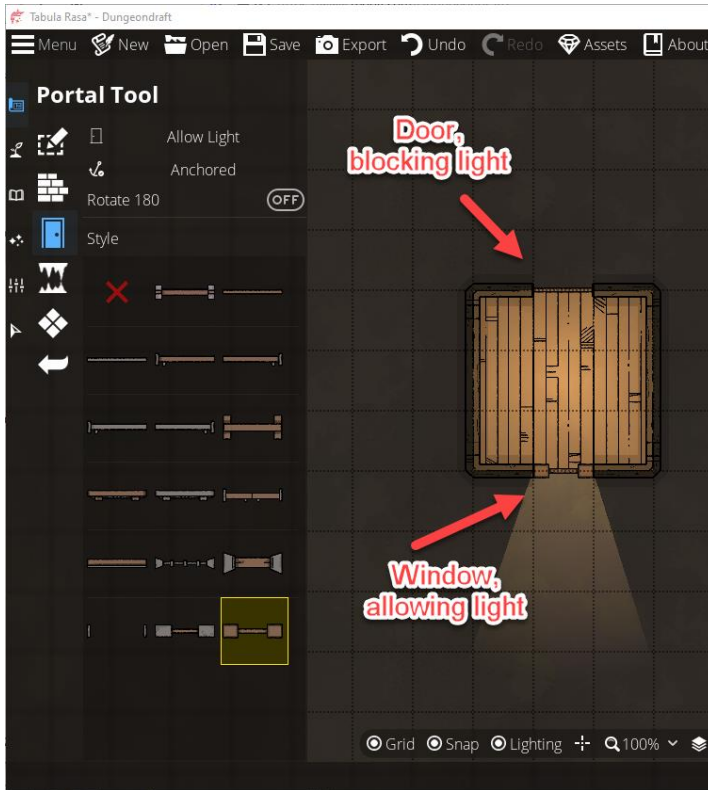 Tabula Rasa* - Dungeondraft
Menu New Open Save Export Undo Redo Assets About
Portal Tool
Allow Light
Anchored
Rotate 180 OFF
Style
Door,
blocking light
Window,
allowing light
Grid Snap Lighting 100%